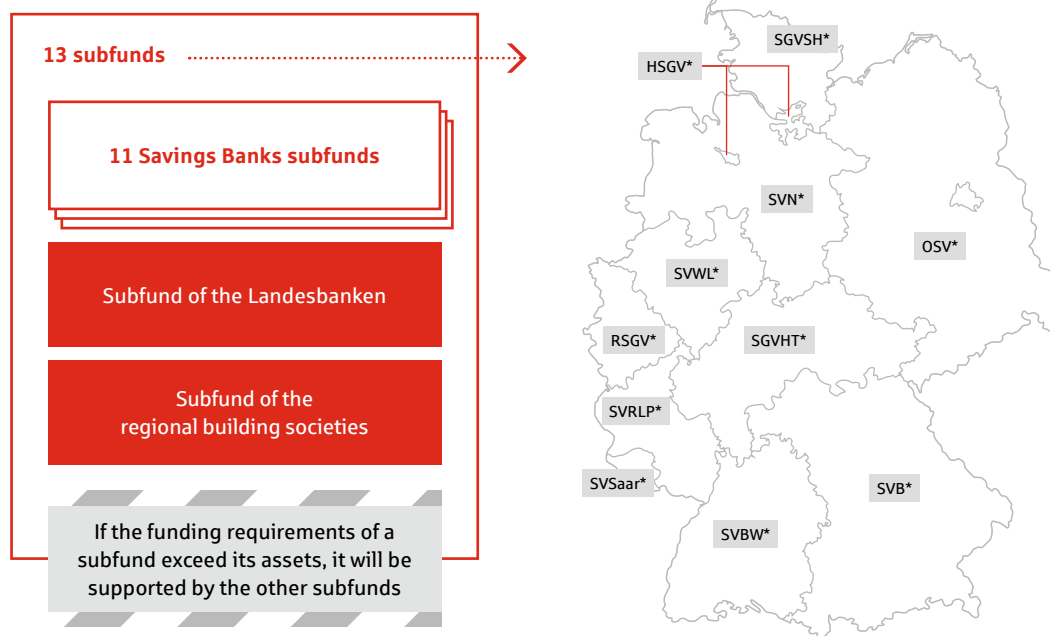 13 subfunds
11 Savings Banks subfunds
Subfund of the Landesbanken
Subfund of the
regional building societies
If the funding requirements of a
subfund exceed its assets, it will be
supported by the other subfunds
SGVSH*
HSGV*
SVN*
OSV*
SVWL*
RSGV*
SGVHT*
SVRLP*
SVSaar*
SVB*
SVBW*